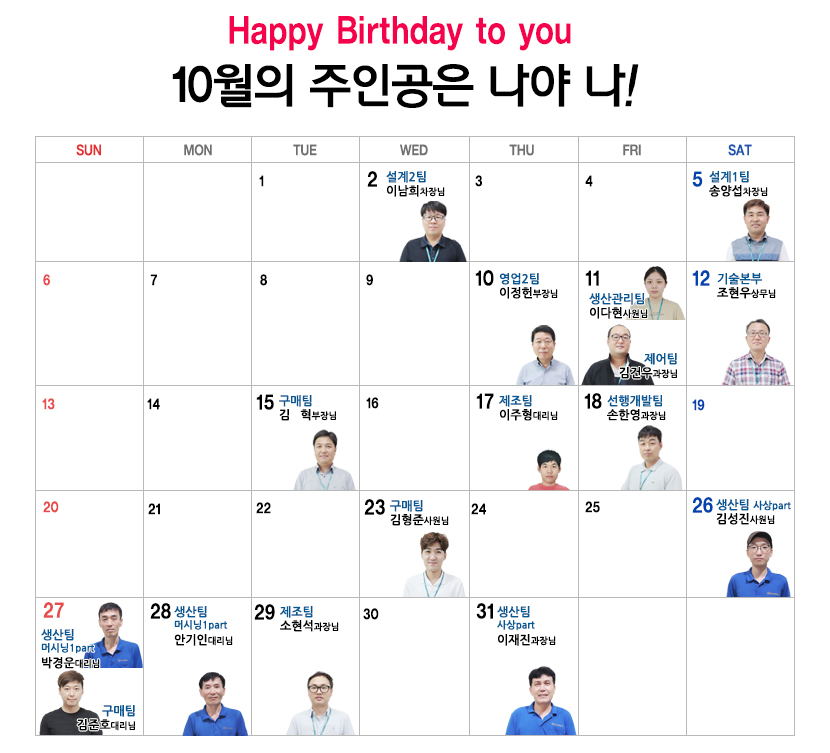 Happy Birthday to you
10월의 주인공은 나야 나!
SUN MON TUE WED THU FRI SAT
1
2 설계2팀
이남희차장님
3
4
5 설계1팀
송양섭차장님
6
7
8
9
10 영업2팀
이정헌부장님
11
생산관리팀
이다현사원님
제어팀
김건우과장님
12 기술본부
조현우상무님
13
14
15 구매팀
김 혁부장님
16
17 제조팀
이주형대리님
18 선행개발팀
손한영과장님
19
20
21
22
23 구매팀
김형준사원님
24
25
26 생산팀 사상part
김성진사원님
27
생산팀
머시닝1part
박경운대리님
구매팀
김준호대리님
28 생산팀
머시닝1part
안기인대리님
29 제조팀
소현석과장님
30
31 생산팀
사상part
이재진과장님